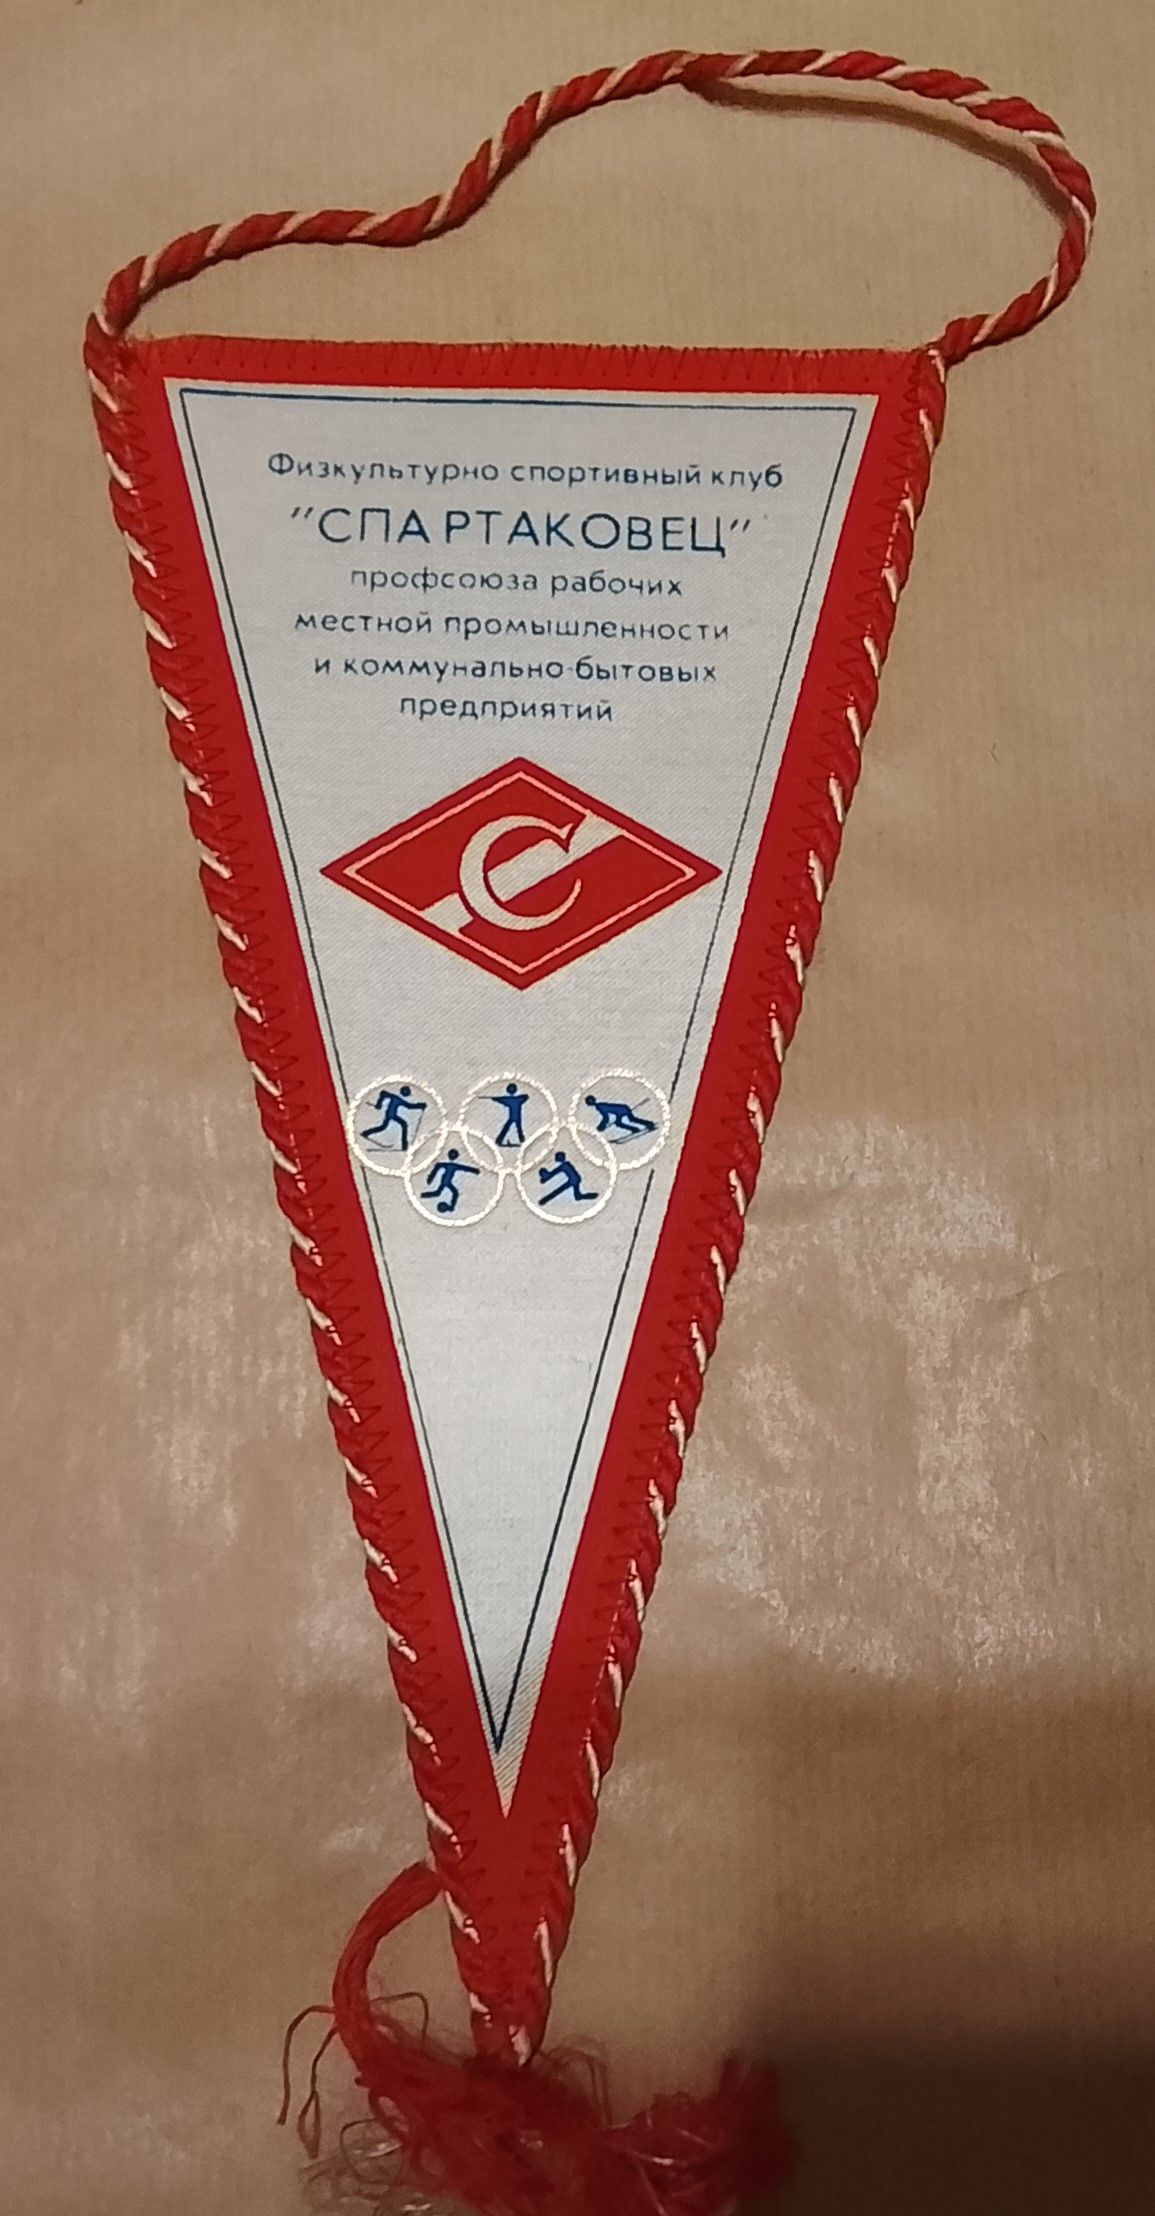 Физкультурно-спортивный клуб
"СПАРТАКОВЕЦ"
профсоюза рабочих
местной промышленности
и коммунально-бытовых
предприятий
С